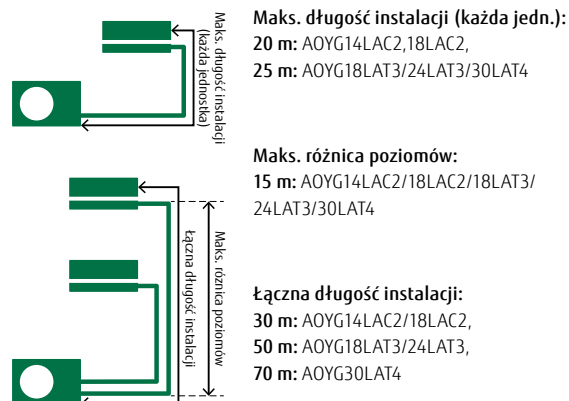 Maks. długość instalacji
(każda jednostka)
Maks. długość instalacji (każda jedn.):
20 m: AOYG14LAC2,18LAC2,
25 m: AOYG18LAT3/24LAT3/30LAT4
Maks. różnica poziomów:
15 m: AOYG14LAC2/18LAC2/18LAT3/
24LAT3/30LAT4
Łączna długość instalacji
Maks. różnica poziomów
Łączna długość instalacji:
30 m: AOYG14LAC2/18LAC2,
50 m: AOYG18LAT3/24LAT3,
70 m: AOYG30LAT4